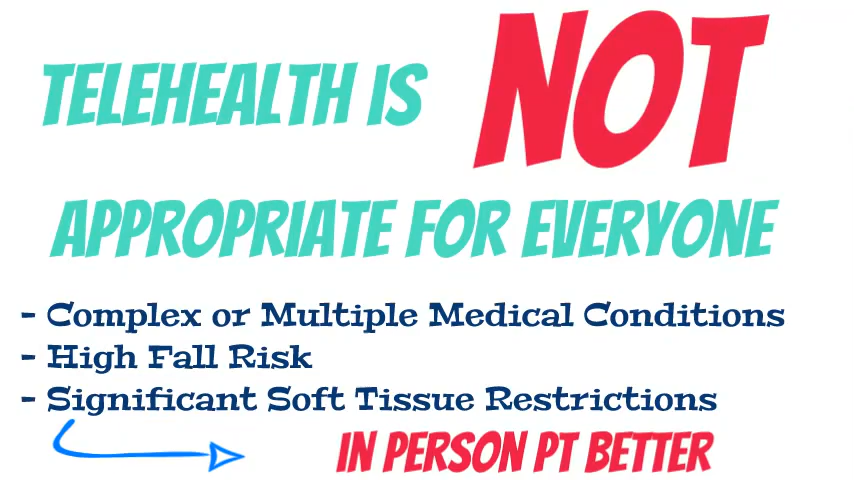 TELEHEALTH IS NOT
APPROPRIATE FOR EVERYONE
- Complex or Multiple Medical Conditions
- High Fall Risk
- Significant Soft Tissue Restrictions
IN PERSON PT BETTER